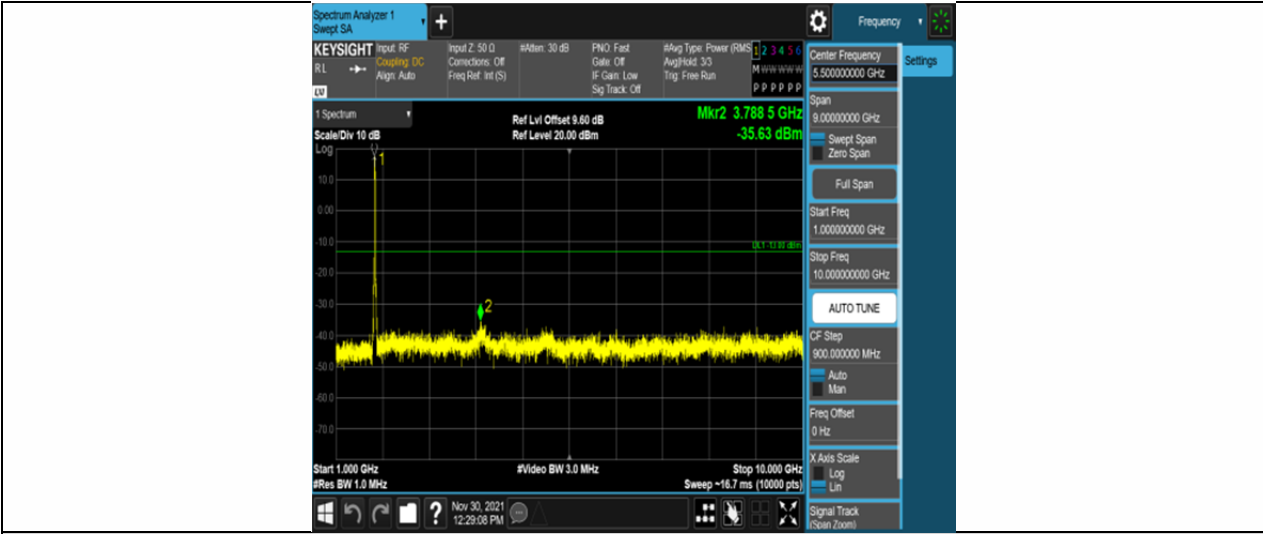 Spectrum Analyzer 1
Swept SA
Frequency
KEYSIGHT
RL
LV
Input: RF
Coupling: DC
Align: Auto
Input Z: 50 Ω
Corrections: Off
Freq Ref: Int (S)
#Atten: 30 dB
PNO: Fast
Gate: Off
IF Gain: Low
Sig Track: Off
#Avg Type: Power (RMS
Avg|Hold: 3/3
Trig: Free Run
1 2 3 4 5 6
M W W W W W
P P P P P P
1 Spectrum
Scale/Div 10 dB
Log
Ref Lvl Offset 9.60 dB
Ref Level 20.00 dBm
Mkr2 3.788 5 GHz
-35.63 dBm
1
10.0
0.00
-10.0
DL1 -13.00 dBm
-20.0
-30.0
2
-40.0
-50.0
-60.0
-70.0
Start 1.000 GHz
#Res BW 1.0 MHz
#Video BW 3.0 MHz
Stop 10.000 GHz
Sweep ~16.7 ms (10000 pts)
Nov 30, 2021
12:29:08 PM
Center Frequency
5.500000000 GHz
Settings
Span
9.00000000 GHz
Swept Span
Zero Span
Full Span
Start Freq
1.000000000 GHz
Stop Freq
10.000000000 GHz
AUTO TUNE
CF Step
900.000000 MHz
Auto
Man
Freq Offset
0 Hz
X Axis Scale
Log
Lin
Signal Track
(Span Zoom)